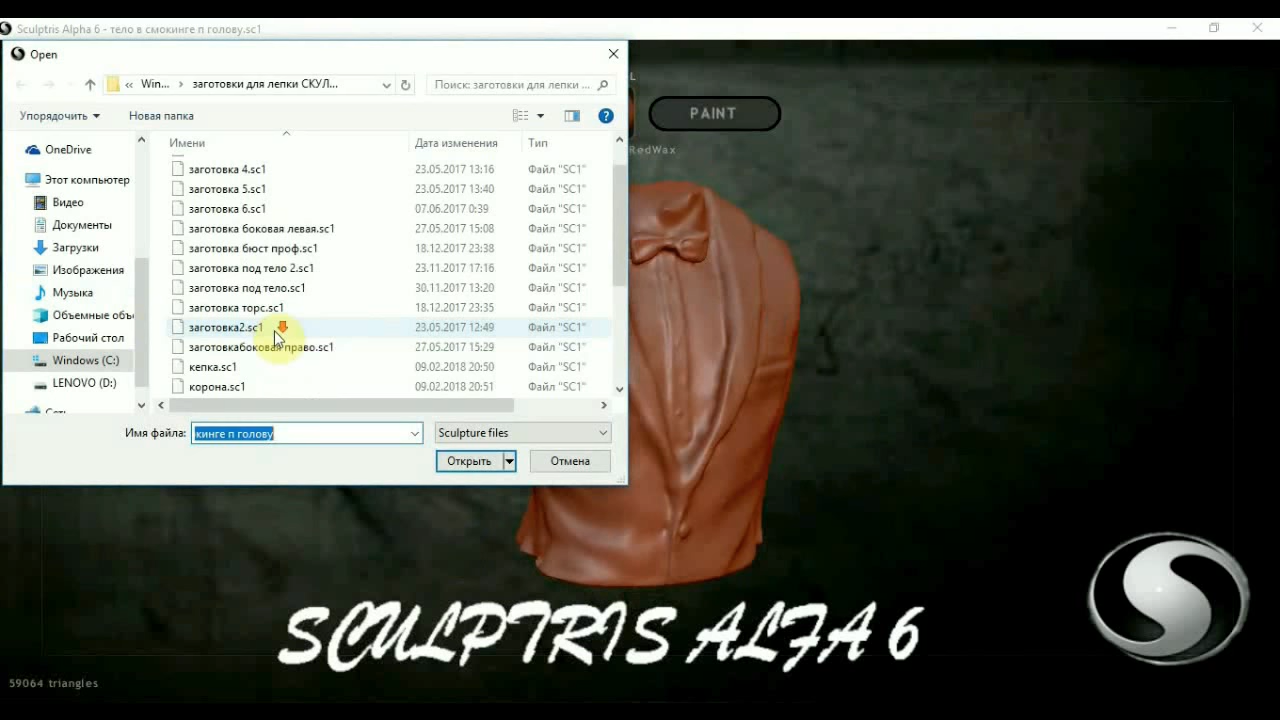 Sculptris Alpha 6 - тело в смокинге п голову.sc1
Open
« Win... › заготовки для лепки СКУЛ...
Поиск: заготовки для лепки ...
Упорядочить
Новая папка
Имени
Дата изменения
Тип
OneDrive
Этот компьютер
Видео
Документы
Загрузки
Изображения
Музыка
Объемные объ
Рабочий стол
Windows (C:)
LENOVO (D:)
заготовка 4.sc1 23.05.2017 13:16 Файл "SC1"
заготовка 5.sc1 23.05.2017 13:40 Файл "SC1"
заготовка 6.sc1 07.06.2017 0:39 Файл "SC1"
заготовка боковая левая.sc1 27.05.2017 15:08 Файл "SC1"
заготовка бюст проф.sc1 18.12.2017 23:38 Файл "SC1"
заготовка под тело 2.sc1 23.11.2017 17:16 Файл "SC1"
заготовка под тело.sc1 30.11.2017 13:20 Файл "SC1"
заготовка торс.sc1 18.12.2017 23:35 Файл "SC1"
заготовка2.sc1 23.05.2017 12:49 Файл "SC1"
заготовкабоковая право.sc1 27.05.2017 15:29 Файл "SC1"
кепка.sc1 09.02.2018 20:50 Файл "SC1"
корона.sc1 09.02.2018 20:51 Файл "SC1"
Имя файла: кинге п голову
Sculpture files
Открыть
Отмена
L
PAINT
RedWax
SCULPTRIS ALFA 6
59064 triangles